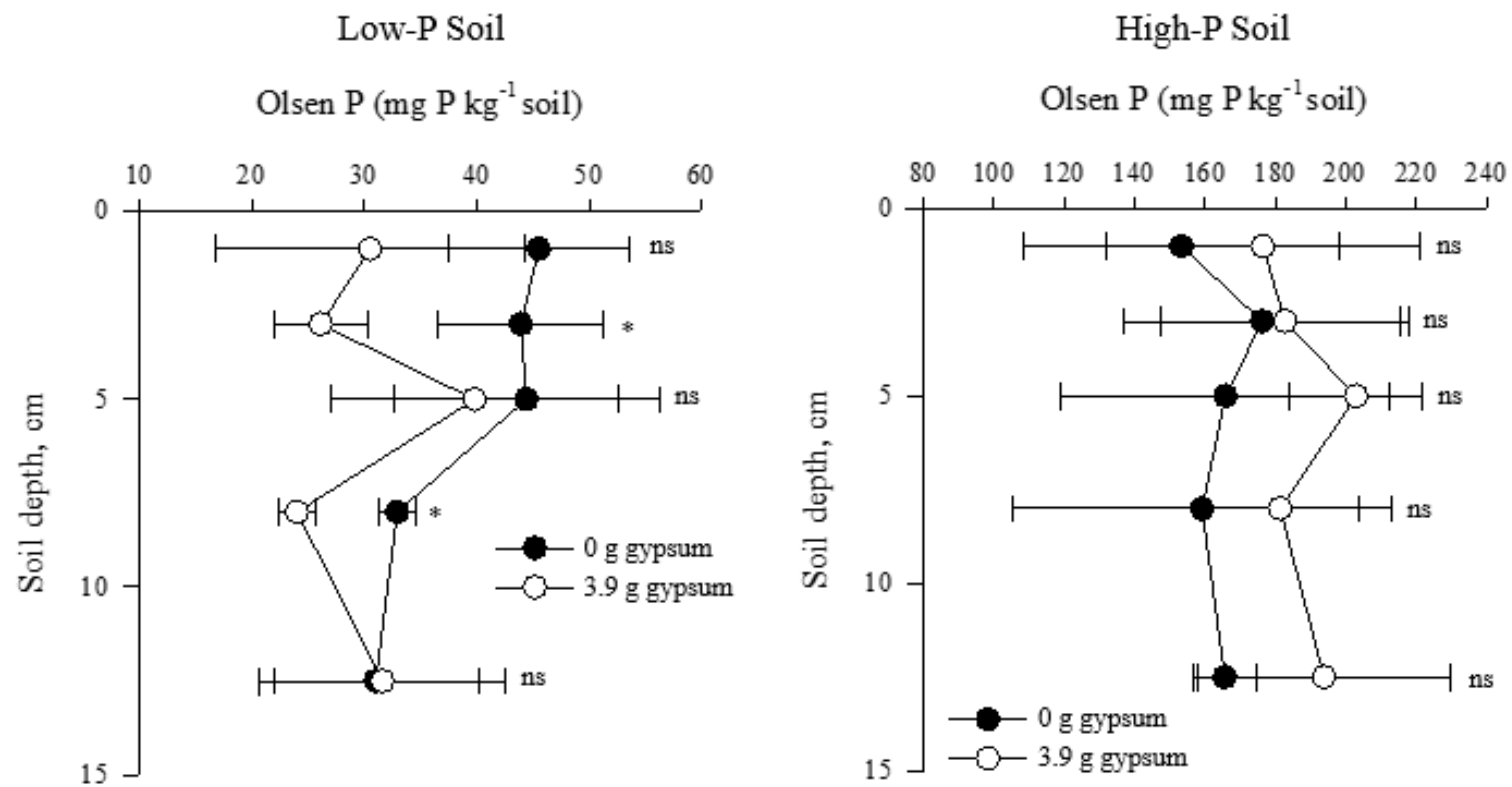 Low-P Soil
Olsen P (mg P kg⁻¹ soil)
10 20 30 40 50 60
0
ns
*
5
ns
*
10
ns
15
Soil depth, cm
0 g gypsum
3.9 g gypsum
High-P Soil
Olsen P (mg P kg⁻¹ soil)
80 100 120 140 160 180 200 220 240
0
ns
ns
5
ns
ns
10
ns
15
Soil depth, cm
0 g gypsum
3.9 g gypsum